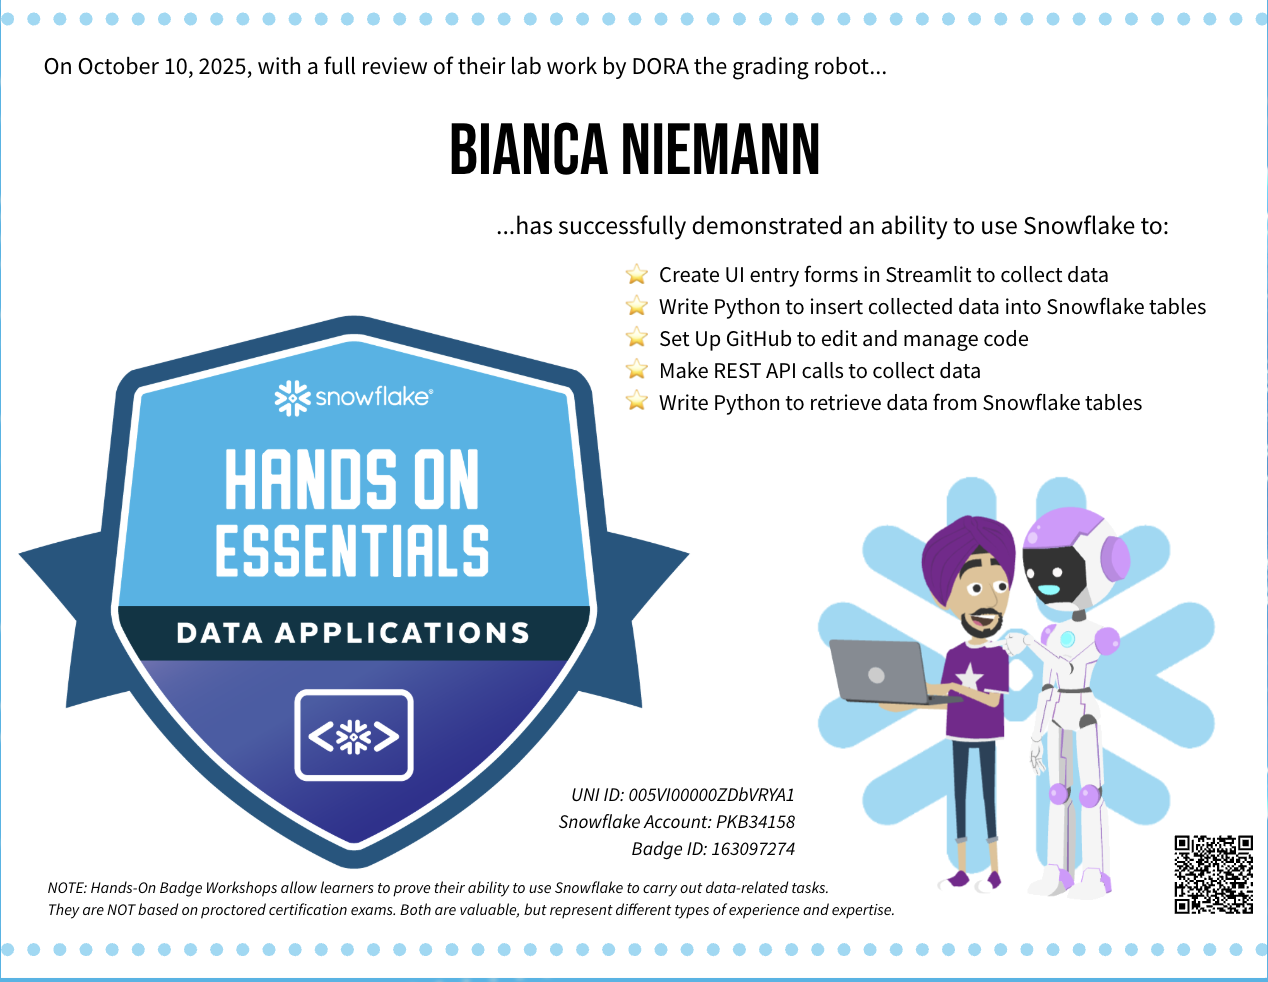 On October 10, 2025, with a full review of their lab work by DORA the grading robot...
BIANCA NIEMANN
...has successfully demonstrated an ability to use Snowflake to:
Create UI entry forms in Streamlit to collect data
Write Python to insert collected data into Snowflake tables
Set Up GitHub to edit and manage code
Make REST API calls to collect data
Write Python to retrieve data from Snowflake tables
snowflake®
HANDS ON
ESSENTIALS
DATA APPLICATIONS
UNI ID: 005VI00000ZDbVRYA1
Snowflake Account: PKB34158
Badge ID: 163097274
NOTE: Hands-On Badge Workshops allow learners to prove their ability to use Snowflake to carry out data-related tasks.
They are NOT based on proctored certification exams. Both are valuable, but represent different types of experience and expertise.